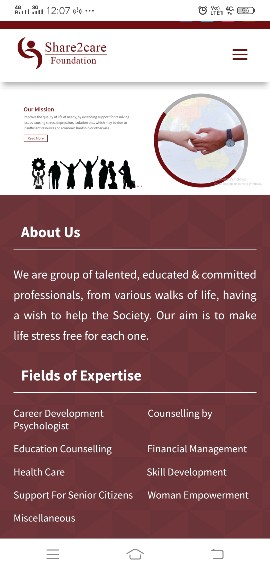 12:07
Share2care
Foundation
Our Mission
Read More
About Us
We are group of talented, educated & committed
professionals, from various walks of life, having
a wish to help the Society. Our aim is to make
life stress free for each one.
Fields of Expertise
Career Development Counselling by
Psychologist
Education Counselling Financial Management
Health Care Skill Development
Support For Senior Citizens Woman Empowerment
Miscellaneous